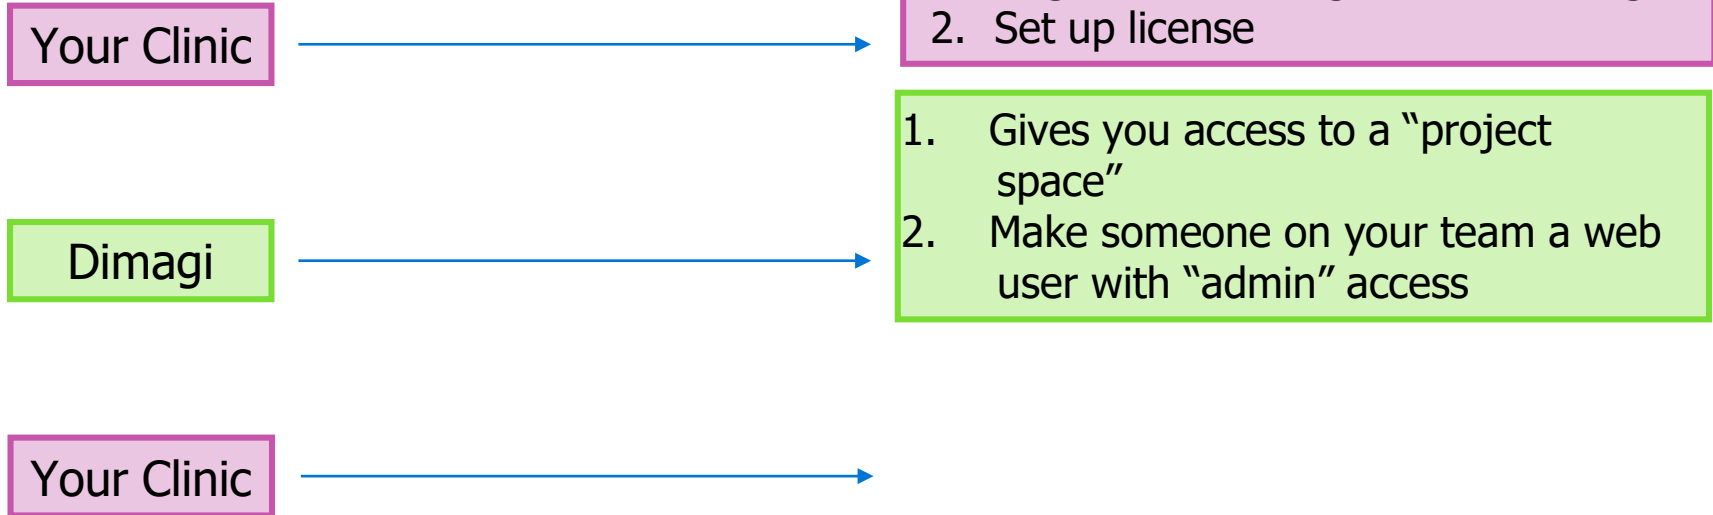 Your Clinic
2. Set up license
1. Gives you access to a “project
space”
2. Make someone on your team a web
user with “admin” access
Dimagi
Your Clinic